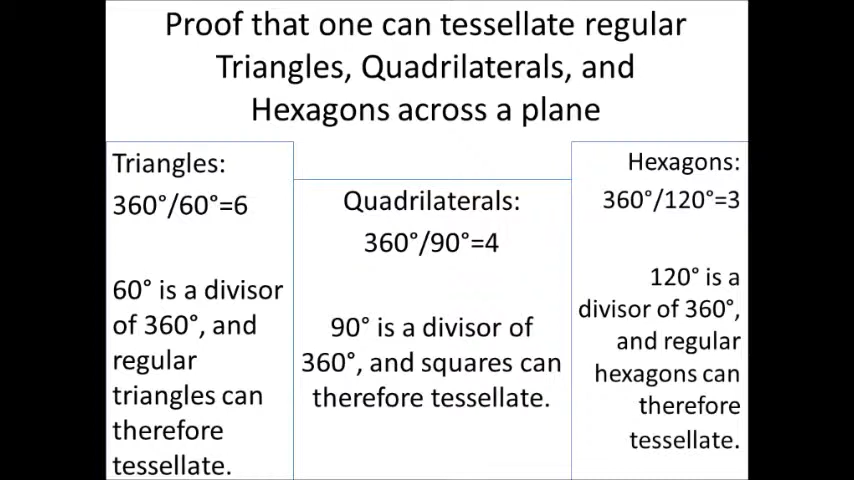 Proof that one can tessellate regular
Triangles, Quadrilaterals, and
Hexagons across a plane
Triangles:
360°/60°=6
60° is a divisor
of 360°, and
regular
triangles can
therefore
tessellate.
Quadrilaterals:
360°/90°=4
90° is a divisor of
360°, and squares can
therefore tessellate.
Hexagons:
360°/120°=3
120° is a
divisor of 360°,
and regular
hexagons can
therefore
tessellate.